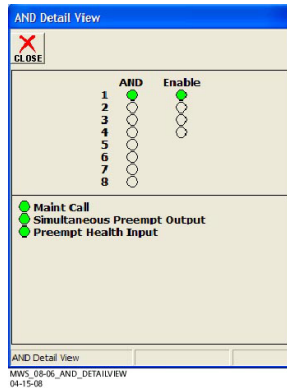 AND Detail View
CLOSE
AND Enable
1
2
3
4
5
6
7
8
Maint Call
Simultaneous Preempt Output
Preempt Health Input
AND Detail View
MWS_08-06_AND_DETAILVIEW
04-15-08